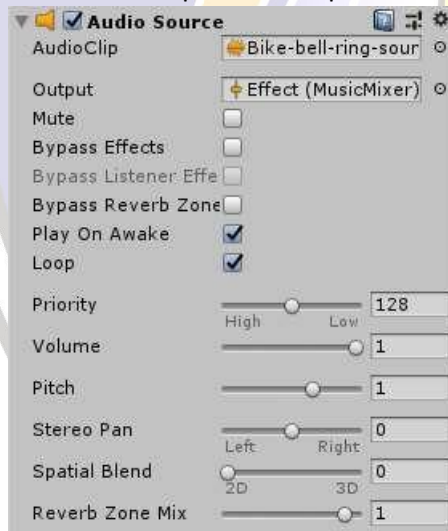 Audio Source
AudioClip Bike-bell-ring-sour
Output Effect (MusicMixer)
Mute
Bypass Effects
Bypass Listener Effe
Bypass Reverb Zone
Play On Awake
Loop
Priority 128
High Low
Volume 1
Pitch 1
Stereo Pan 0
Left Right
Spatial Blend 0
2D 3D
Reverb Zone Mix 1